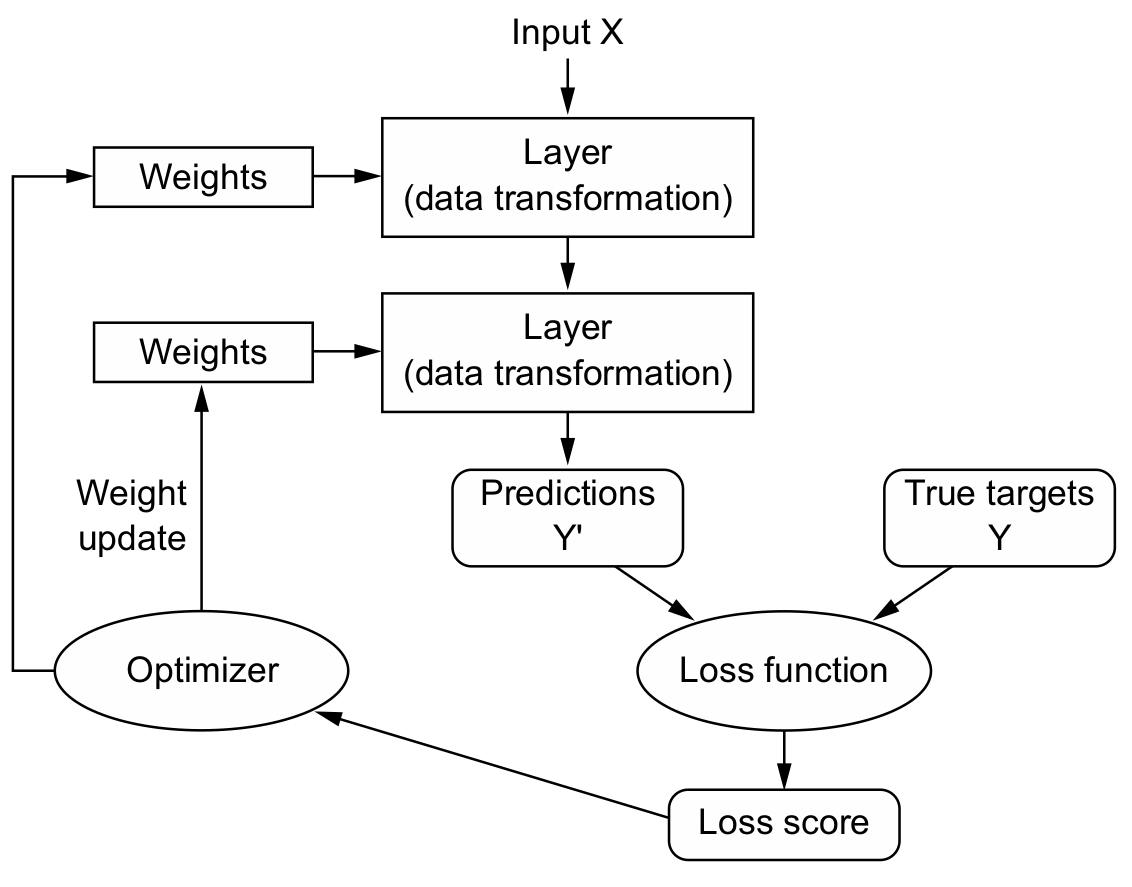 Input X
Weights
Layer
(data transformation)
Weights
Layer
(data transformation)
Weight
update
Predictions
Y'
True targets
Y
Optimizer
Loss function
Loss score